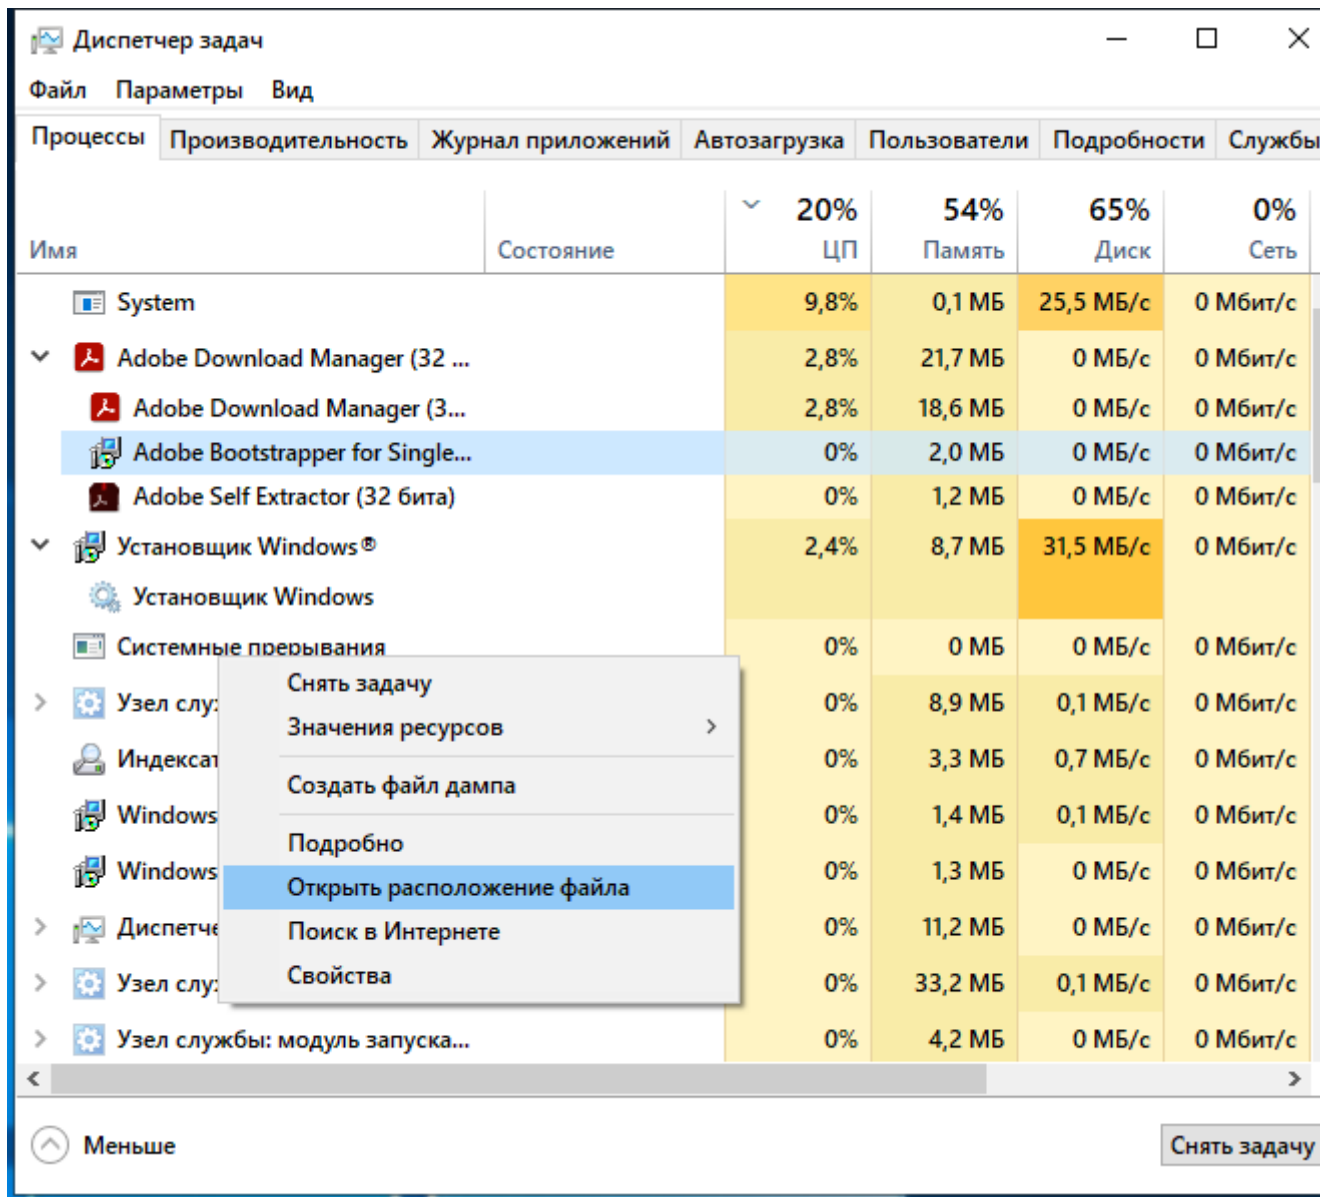 Диспетчер задач
Файл Параметры Вид
Процессы Производительность Журнал приложений Автозагрузка Пользователи Подробности Службы
20% 54% 65% 0%
Имя Состояние ЦП Память Диск Сеть
System 9,8% 0,1 МБ 25,5 МБ/с 0 Мбит/с
Adobe Download Manager (32 ... 2,8% 21,7 МБ 0 МБ/с 0 Мбит/с
Adobe Download Manager (3... 2,8% 18,6 МБ 0 МБ/с 0 Мбит/с
Adobe Bootstrapper for Single... 0% 2,0 МБ 0 МБ/с 0 Мбит/с
Adobe Self Extractor (32 бита) 0% 1,2 МБ 0 МБ/с 0 Мбит/с
Установщик Windows® 2,4% 8,7 МБ 31,5 МБ/с 0 Мбит/с
Установщик Windows
Системные прерывания 0% 0 МБ 0 МБ/с 0 Мбит/с
Снять задачу
Узел 0% 8,9 МБ 0,1 МБ/с 0 Мбит/с
Значения ресурсов
0% 3,3 МБ 0,7 МБ/с 0 Мбит/с
Создать файл дампа
Windows 0% 1,4 МБ 0,1 МБ/с 0 Мбит/с
Подробно
Windows 0% 1,3 МБ 0 МБ/с 0 Мбит/с
Открыть расположение файла
0% 11,2 МБ 0 МБ/с 0 Мбит/с
Поиск в Интернете
Узел 0% 33,2 МБ 0,1 МБ/с 0 Мбит/с
Свойства
Узел службы: модуль запуска... 0% 4,2 МБ 0 МБ/с 0 Мбит/с
Меньше Снять задачу